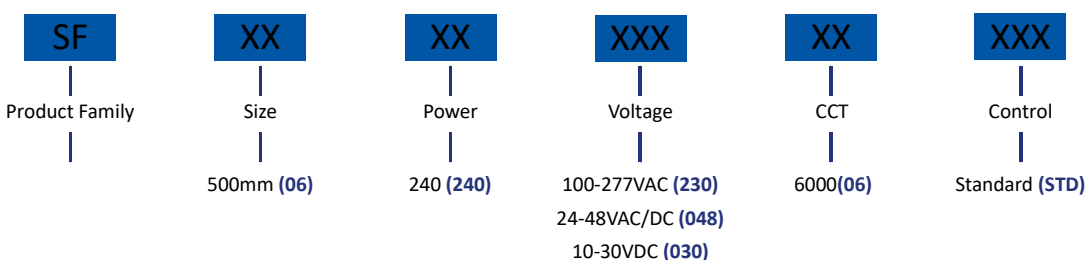 SF XX XX XXX XX XXX
Product Family Size Power Voltage CCT Control
500mm (06) 240 (240) 100-277VAC (230) 6000(06) Standard (STD)
24-48VAC/DC (048)
10-30VDC (030)